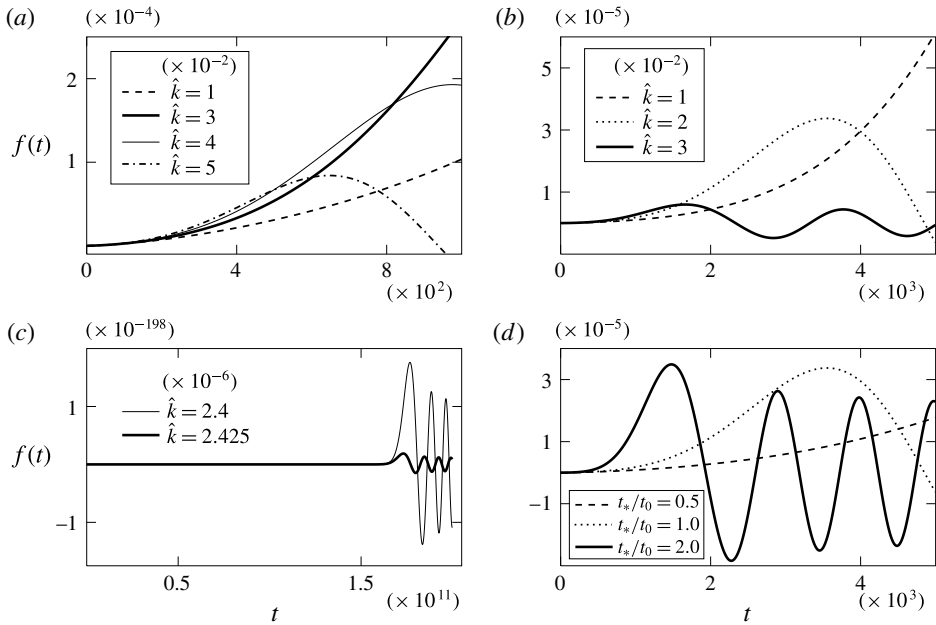 (a) (× 10⁻⁴)
2
1
f(t)
(× 10⁻²)
k̂ = 1
k̂ = 3
k̂ = 4
k̂ = 5
0 4 8
(× 10²)
(b) (× 10⁻⁵)
5
3
1
(× 10⁻²)
k̂ = 1
k̂ = 2
k̂ = 3
0 2 4
(× 10³)
(c) (× 10⁻¹⁹⁸)
1
f(t)
−1
(× 10⁻⁶)
k̂ = 2.4
k̂ = 2.425
0.5 1.5
(× 10¹¹)
t
(d) (× 10⁻⁵)
3
1
−1
t*/t₀ = 0.5
t*/t₀ = 1.0
t*/t₀ = 2.0
0 2 4
(× 10³)
t